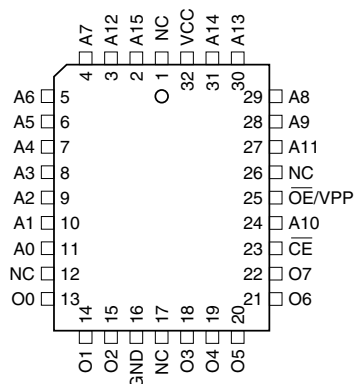 A7 A12 A15 NC VCC A14 A13
4 3 2 1 32 31 30
A6 5 29 A8
A5 6 28 A9
A4 7 27 A11
A3 8 26 NC
A2 9 25 OE/VPP
A1 10 24 A10
A0 11 23 CE
NC 12 22 O7
O0 13 21 O6
14 15 16 17 18 19 20
O1 O2 GND NC O3 O4 O5